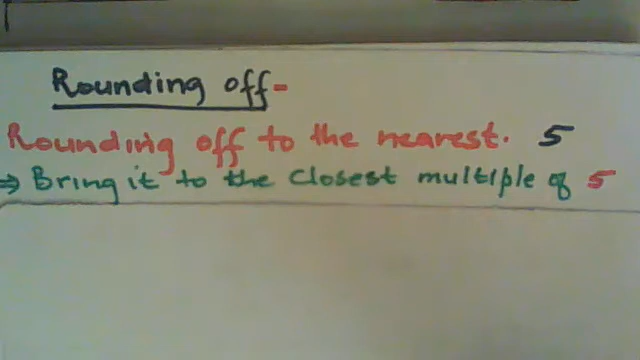 Rounding off-
Rounding off to the nearest. 5
⇒ Bring it to the closest multiple of 5